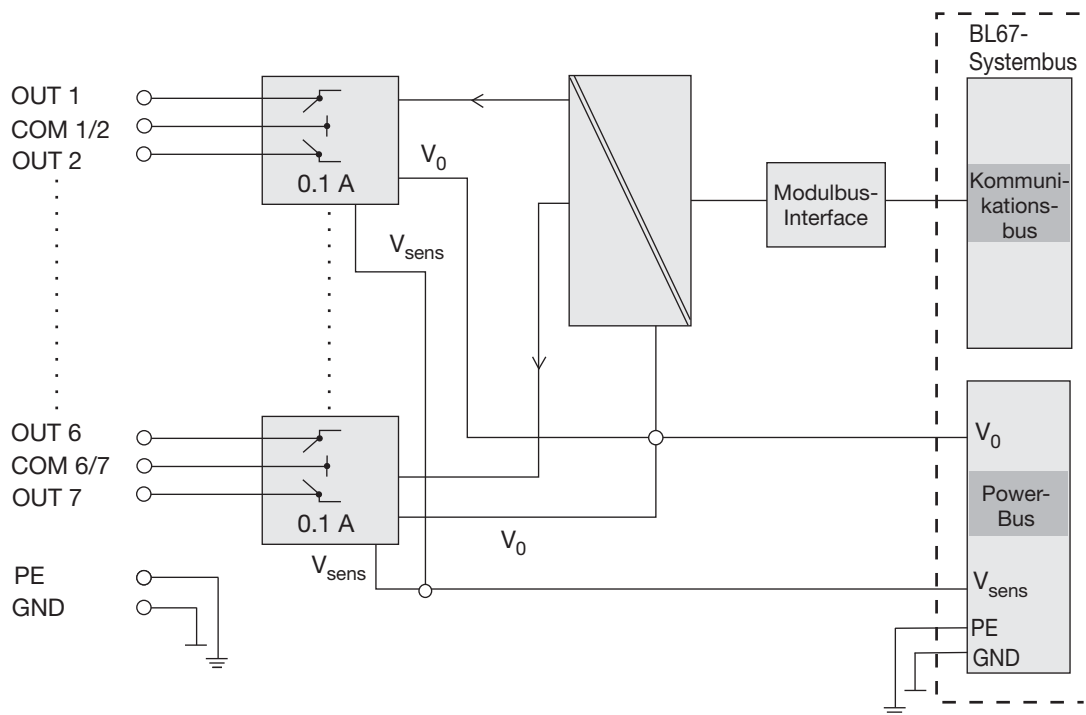 BL67-
Systembus
OUT 1
COM 1/2
OUT 2
0.1 A
V0
Vsens
Modulbus-
Interface
Kommuni-
kations-
bus
OUT 6
COM 6/7
OUT 7
0.1 A
V0
Vsens
V0
Power-
Bus
Vsens
PE
GND
PE
GND